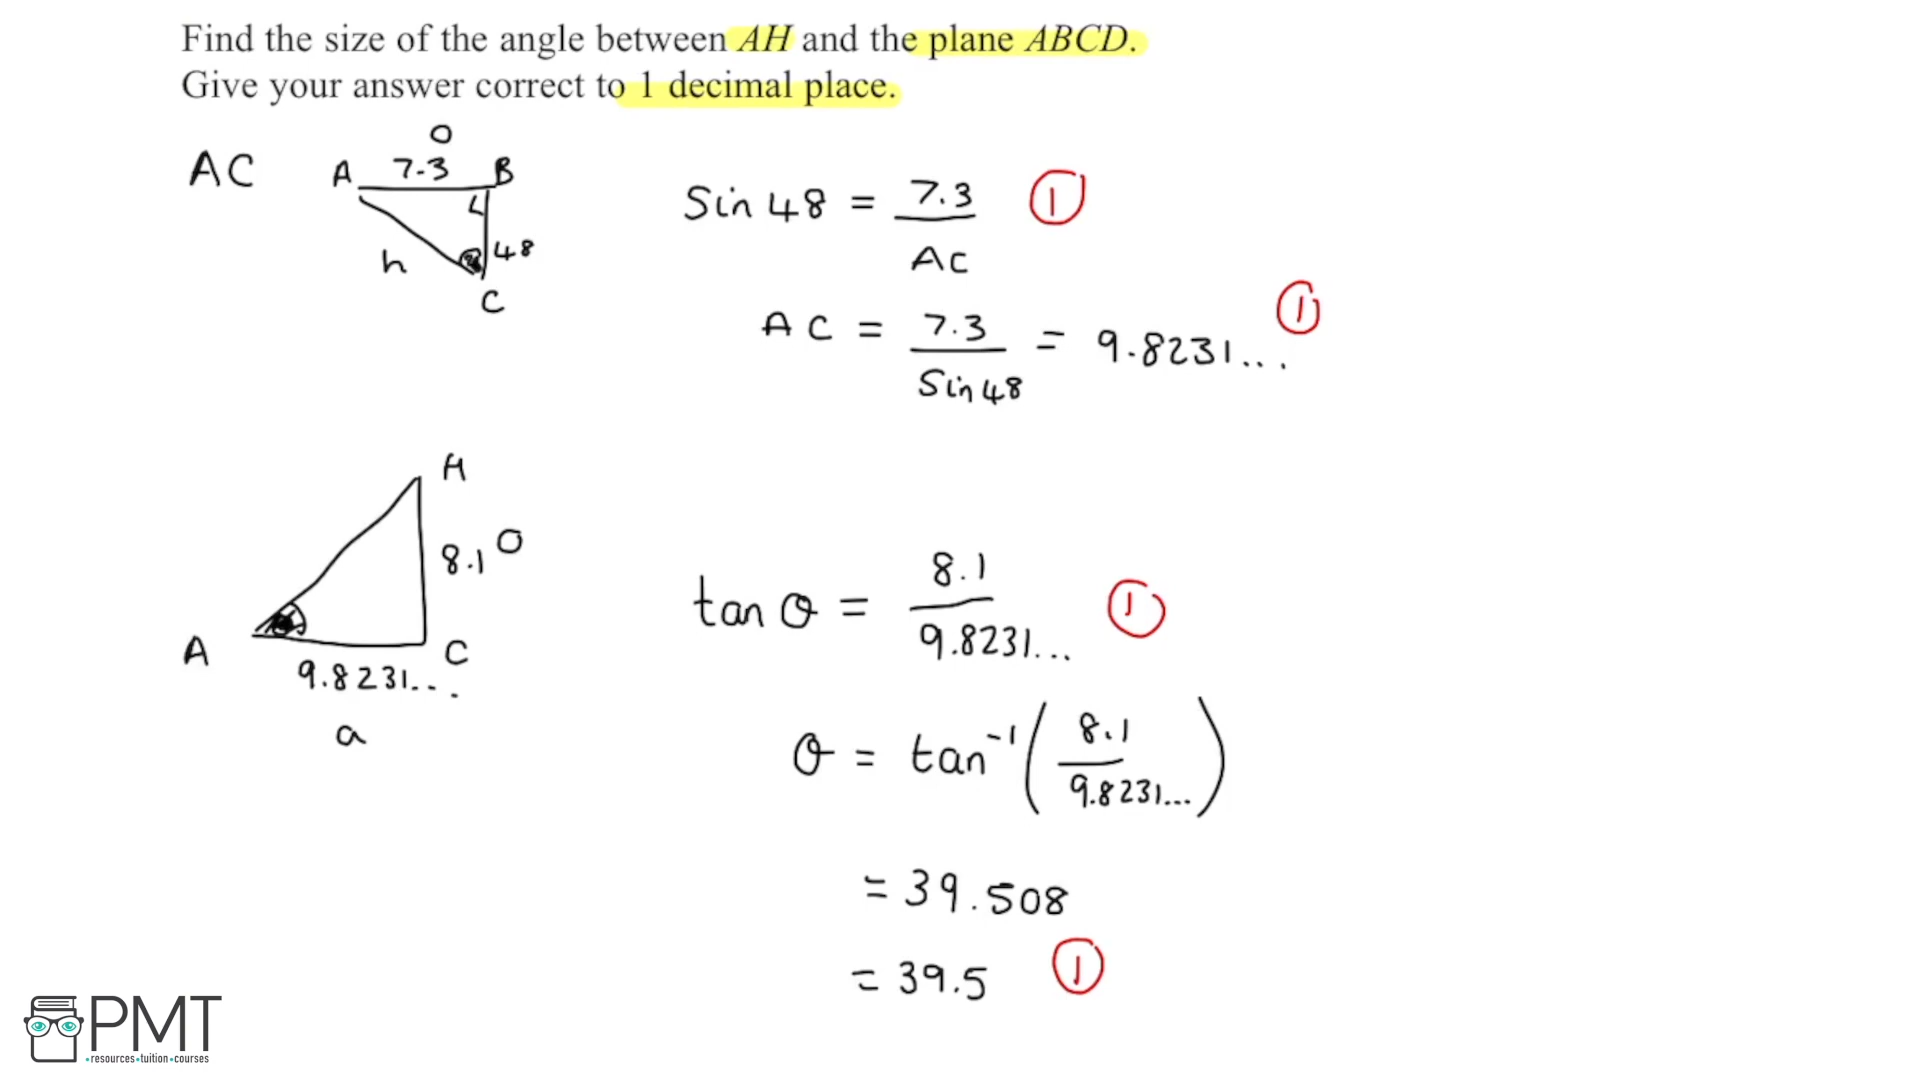 Find the size of the angle between AH and the plane ABCD.
Give your answer correct to 1 decimal place.
AC
O
A 7.3 B
48
h
C
Sin 48 = 7.3 / AC ①
AC = 7.3 / Sin 48 = 9.8231... ①
H
8.1 O
A
C
9.8231...
a
tan θ = 8.1 / 9.8231... ①
θ = tan⁻¹ ( 8.1 / 9.8231... )
= 39.508
= 39.5 ①
PMT
•resources•tuition•courses